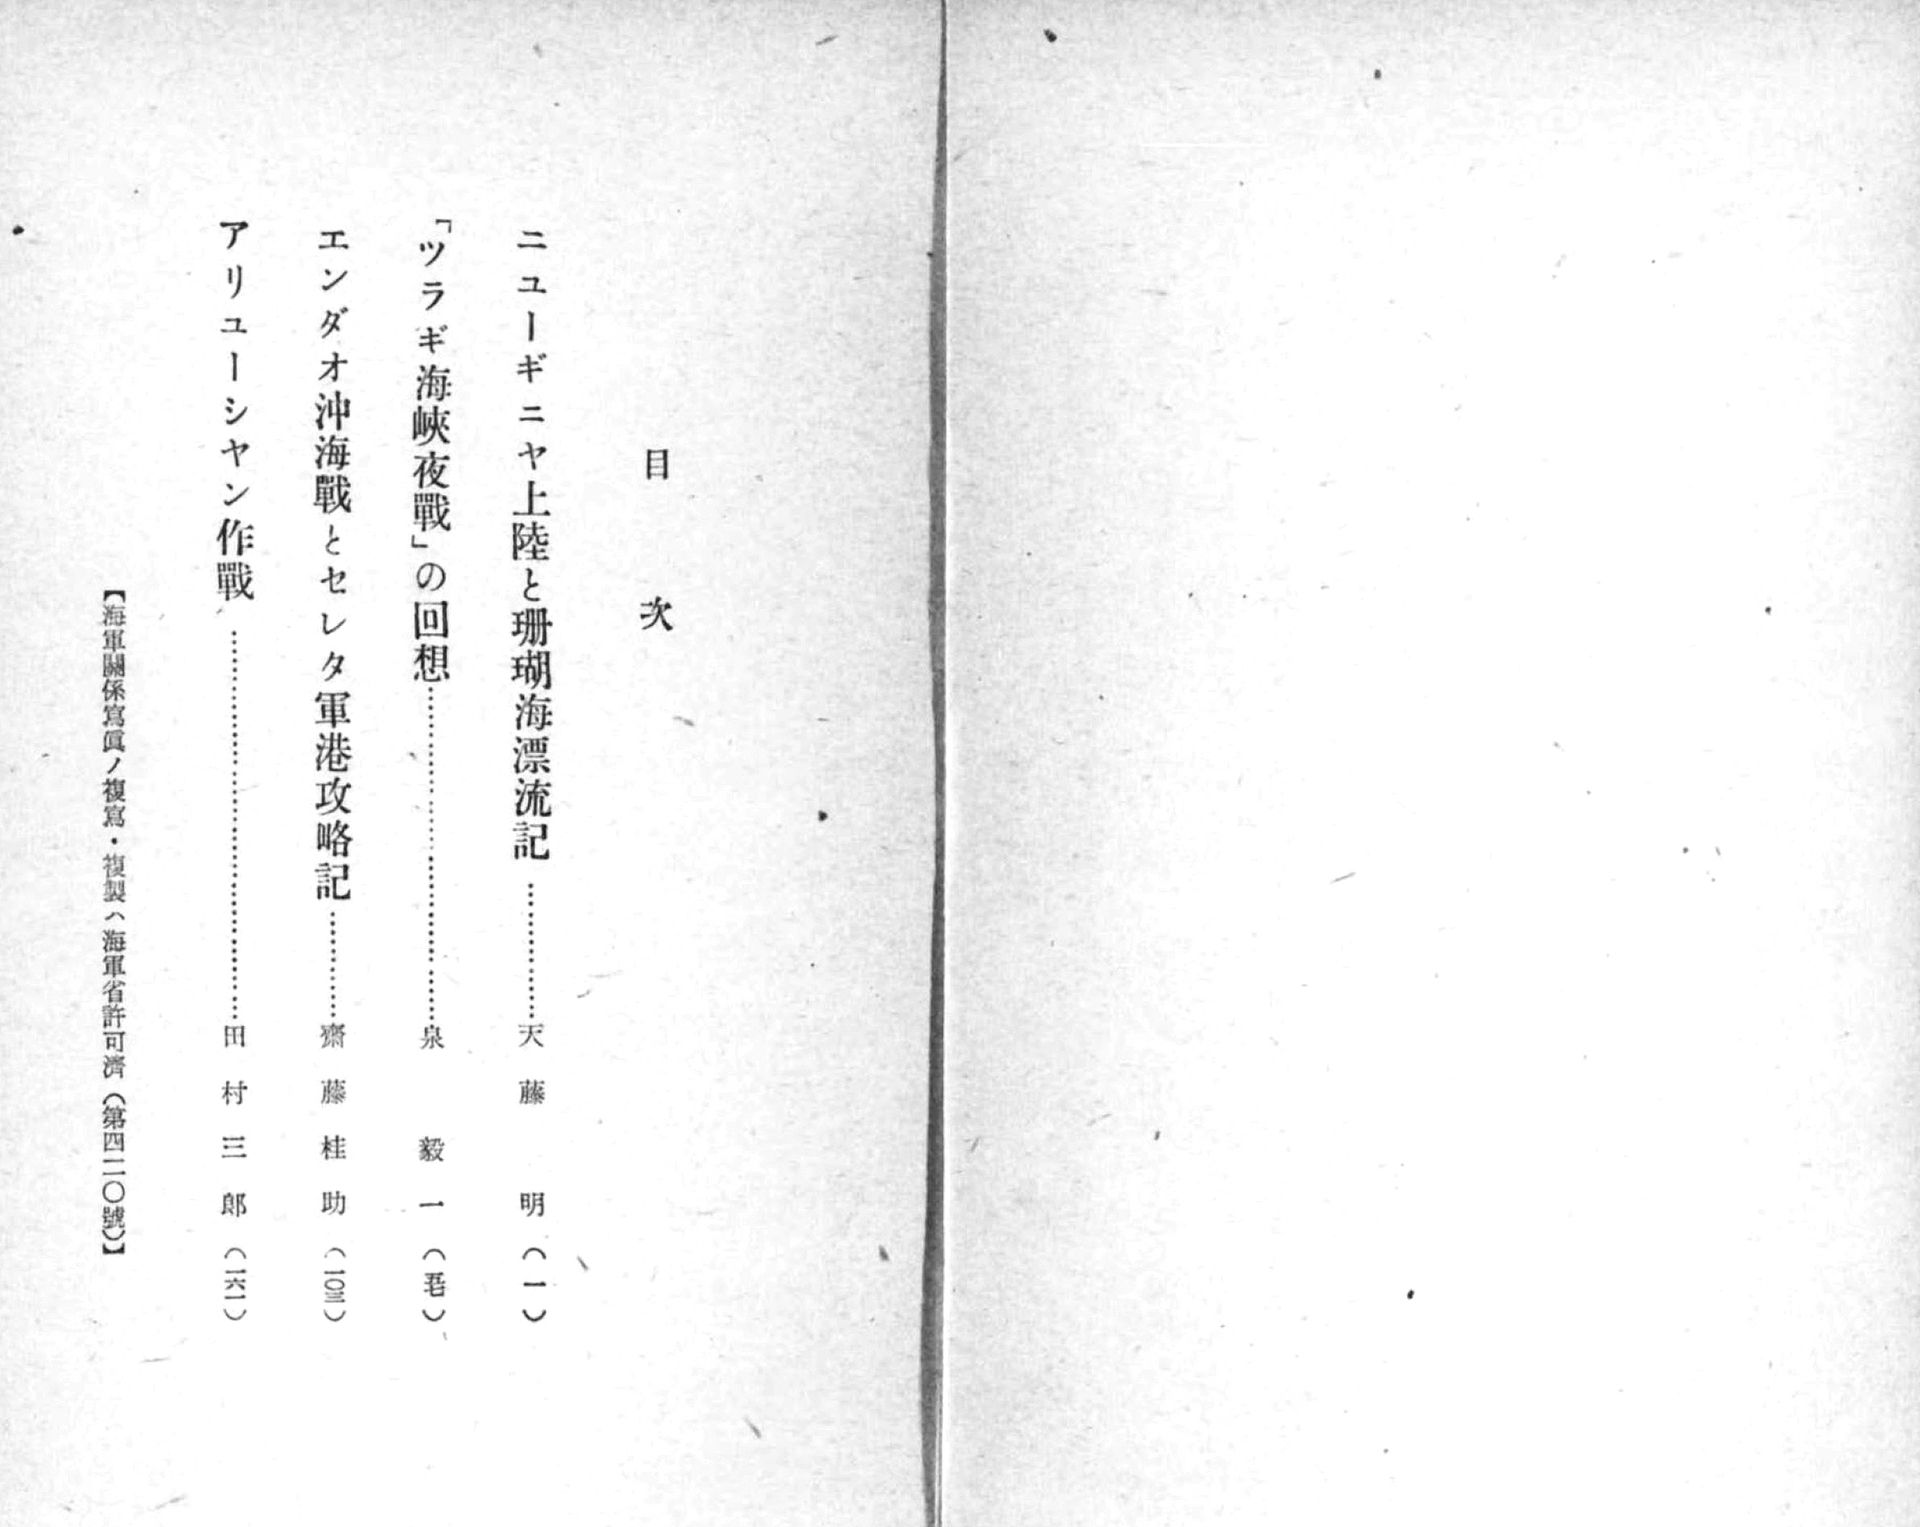 目次
ニューギニヤ上陸と珊瑚海漂流記…………天藤明（一）
「ツラギ海峽夜戰」の回想……………………泉毅一（五七）
エンダオ沖海戰とセレタ軍港攻略記………齋藤桂助（一〇三）
アリューシヤン作戰……………………………田村三郎（一六一）
【海軍關係寫眞ノ複寫・複製ハ海軍省許可濟（第四二〇號）】